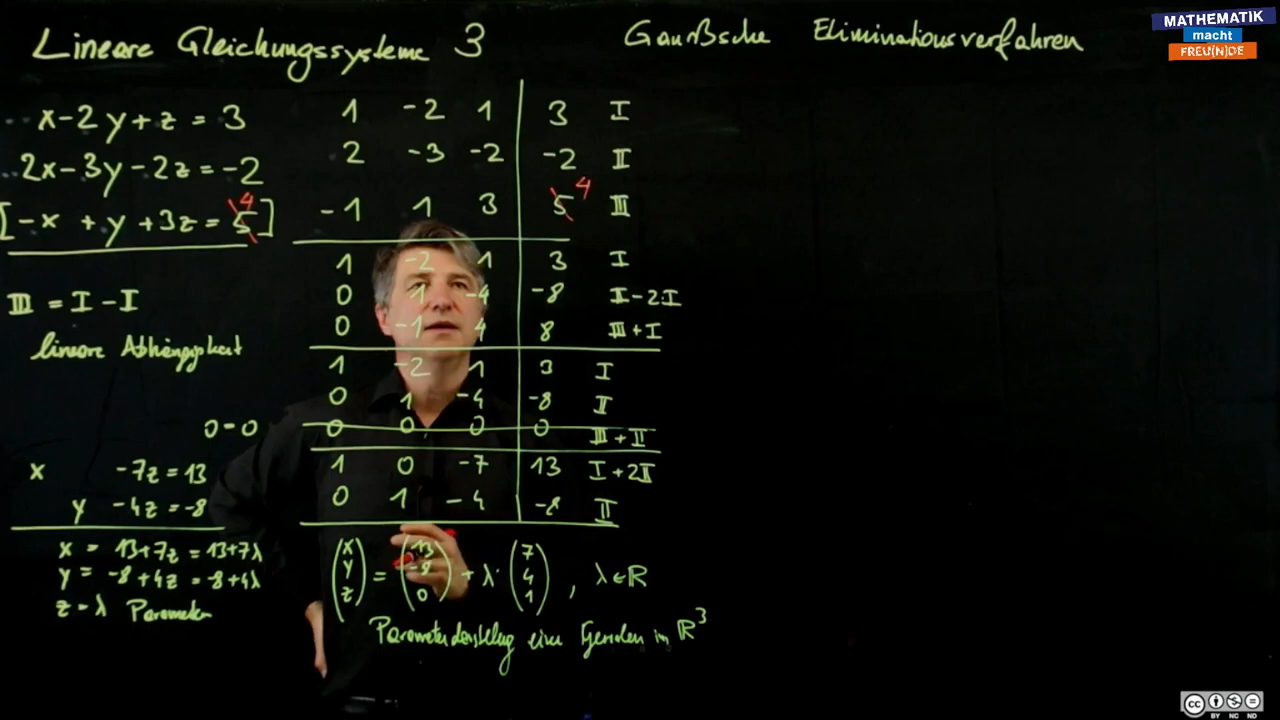 Lineare Gleichungssysteme 3
Gaußsche Eliminationsverfahren
MATHEMATIK
macht
FREU(N)DE
x-2y+z = 3
2x-3y-2z = -2
[-x + y +3z = 5 4]
III = I - II
lineare Abhängigkeit
0=0
x -7z = 13
y -4z = -8
x = 13+7z = 13+7λ
y = -8+4z = -8+4λ
z = λ Parameter
1 -2 1 | 3 I
2 -3 -2 | -2 II
-1 1 3 | 5 4 III
1 -2 1 | 3 I
0 1 -4 | -8 II-2·I
0 -1 4 | 8 III+I
1 -2 1 | 3 I
0 1 -4 | -8 II
0 0 0 | 0 III+II
1 0 -7 | 13 I+2II
0 1 -4 | -8 II
(x y z) = (13 -8 0) + λ· (7 4 1), λ∈ℝ
Parameterdarstellung einer Geraden im ℝ³
CC BY NC ND